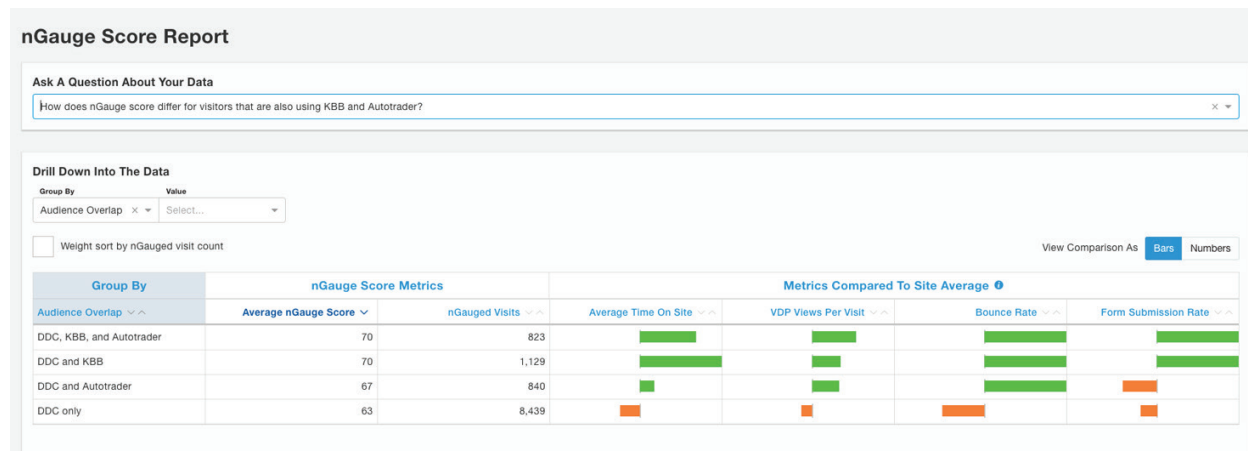 nGauge Score Report
Ask A Question About Your Data
How does nGauge score differ for visitors that are also using KBB and Autotrader?
Drill Down Into The Data
Group By Value
Audience Overlap Select...
Weight sort by nGauged visit count
View Comparison As Bars Numbers
Group By nGauge Score Metrics Metrics Compared To Site Average
Audience Overlap Average nGauge Score nGauged Visits Average Time On Site VDP Views Per Visit Bounce Rate Form Submission Rate
DDC, KBB, and Autotrader 70 823
DDC and KBB 70 1,129
DDC and Autotrader 67 840
DDC only 63 8,439